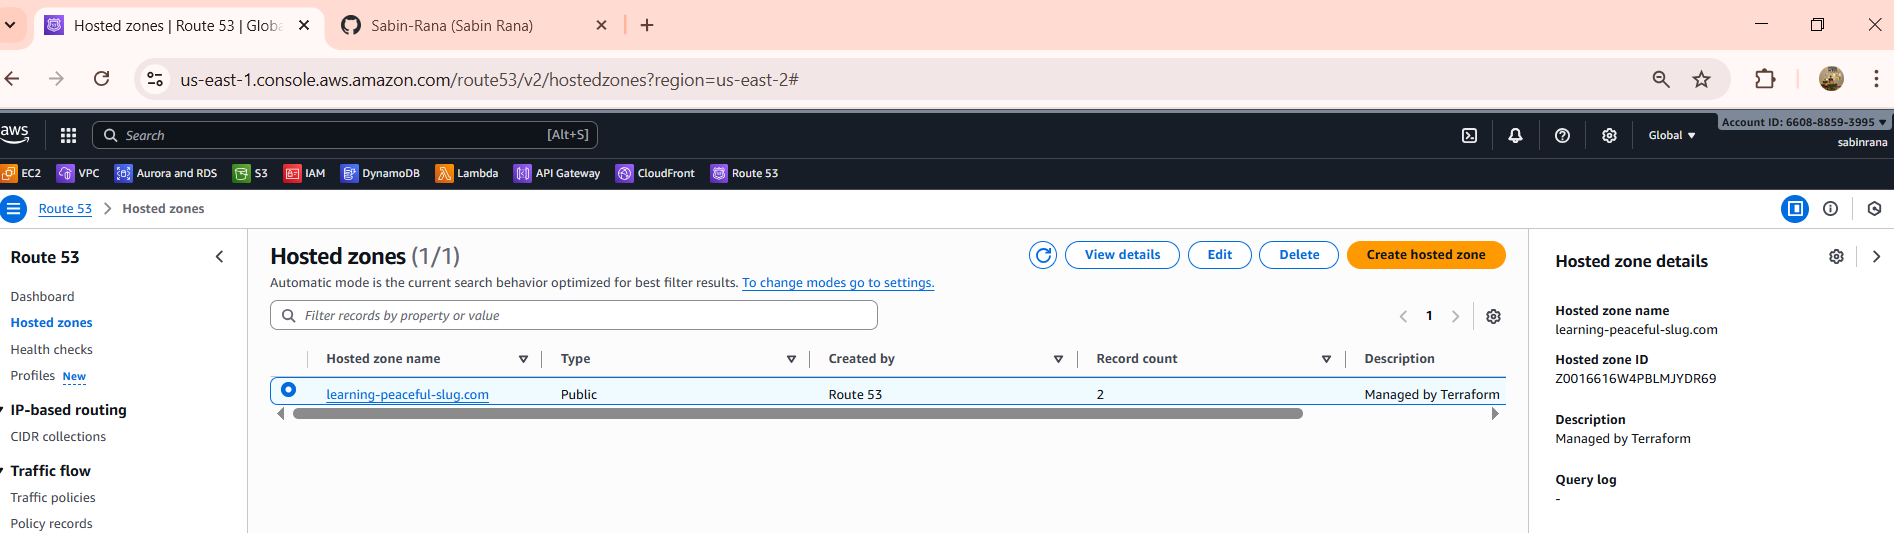 Hosted zones | Route 53 | Globa
Sabin-Rana (Sabin Rana)
us-east-1.console.aws.amazon.com/route53/v2/hostedzones?region=us-east-2#
aws
Search
[Alt+S]
Global
Account ID: 6608-8859-3995
sabinrana
EC2
VPC
Aurora and RDS
S3
IAM
DynamoDB
Lambda
API Gateway
CloudFront
Route 53
Route 53
Hosted zones
Route 53
Dashboard
Hosted zones
Health checks
Profiles New
IP-based routing
CIDR collections
Traffic flow
Traffic policies
Policy records
Hosted zones (1/1)
View details
Edit
Delete
Create hosted zone
Automatic mode is the current search behavior optimized for best filter results. To change modes go to settings.
Filter records by property or value
1
Hosted zone name
Type
Created by
Record count
Description
learning-peaceful-slug.com
Public
Route 53
2
Managed by Terraform
Hosted zone details
Hosted zone name
learning-peaceful-slug.com
Hosted zone ID
Z0016616W4PBLMJYDR69
Description
Managed by Terraform
Query log
-